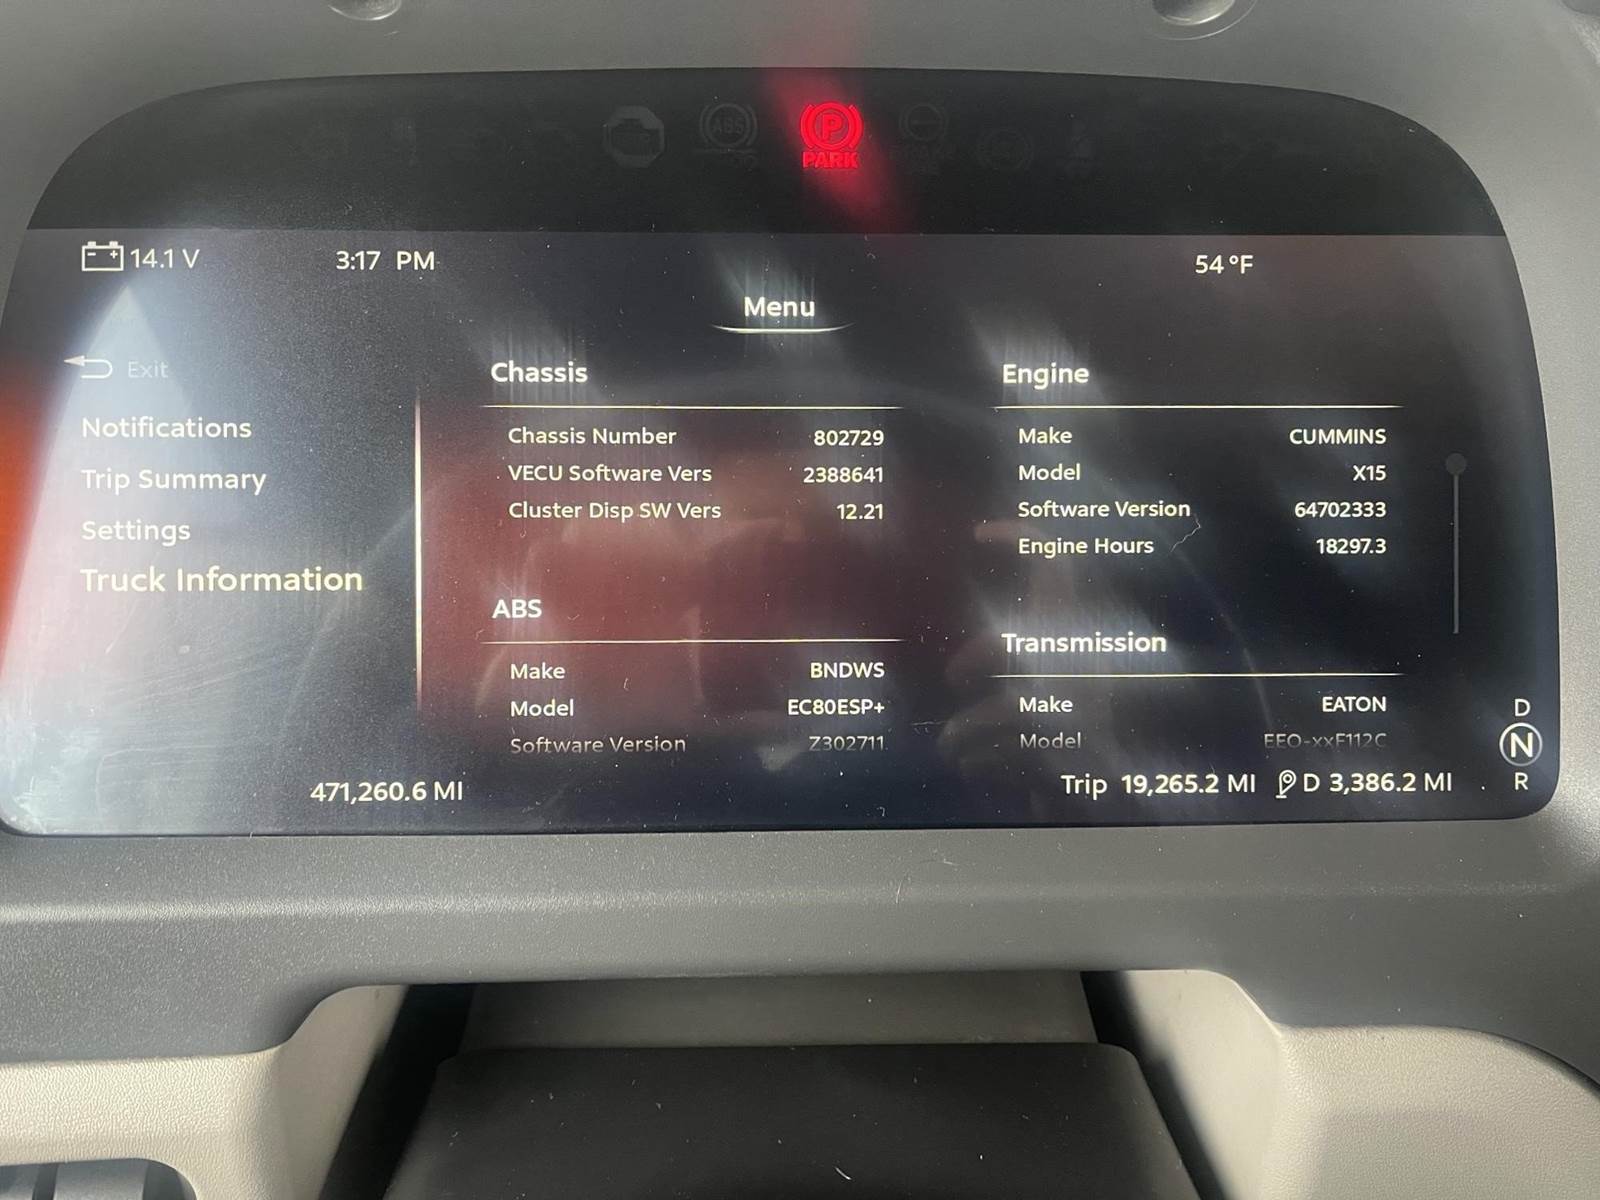 ABS
P
PARK
14.1 V
3:17 PM
54 °F
Menu
Exit
Notifications
Trip Summary
Settings
Truck Information
Chassis
Chassis Number 802729
VECU Software Vers 2388641
Cluster Disp SW Vers 12.21
ABS
Make BNDWS
Model EC80ESP+
Software Version Z302711
Engine
Make CUMMINS
Model X15
Software Version 64702333
Engine Hours 18297.3
Transmission
Make EATON
Model EEO-xxF112C
D
N
R
471,260.6 MI
Trip 19,265.2 MI D 3,386.2 MI